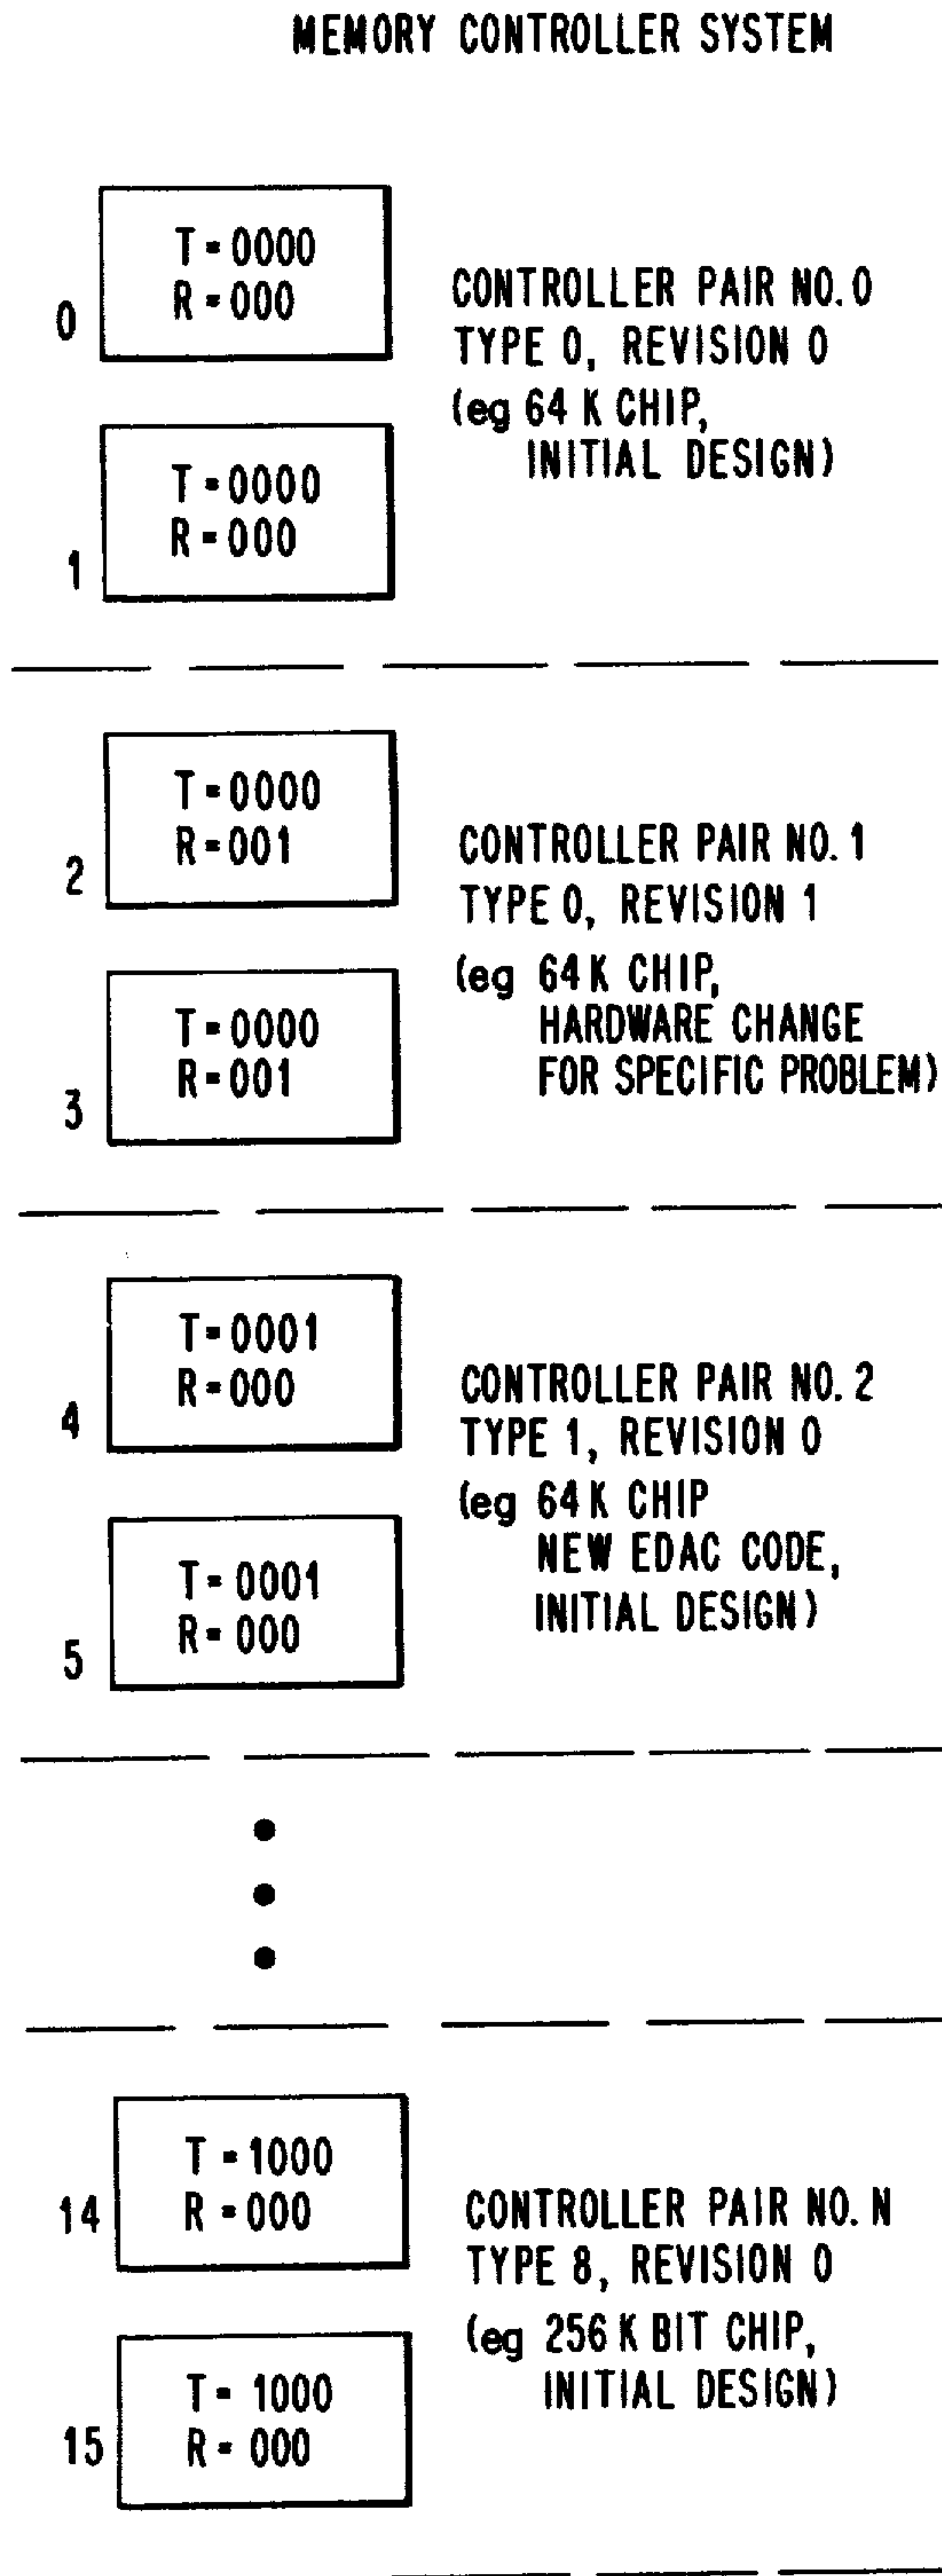 MEMORY CONTROLLER SYSTEM
T=0000
R=000
0
CONTROLLER PAIR NO. 0
TYPE 0, REVISION 0
(eg 64 K CHIP,
INITIAL DESIGN)
T=0000
R=000
1
T=0000
R=001
2
CONTROLLER PAIR NO. 1
TYPE 0, REVISION 1
(eg 64 K CHIP,
HARDWARE CHANGE
FOR SPECIFIC PROBLEM)
T=0000
R=001
3
T=0001
R=000
4
CONTROLLER PAIR NO. 2
TYPE 1, REVISION 0
(eg 64 K CHIP
NEW EDAC CODE,
INITIAL DESIGN)
T=0001
R=000
5
T=1000
R=000
14
CONTROLLER PAIR NO. N
TYPE 8, REVISION 0
(eg 256 K BIT CHIP,
INITIAL DESIGN)
T=1000
R=000
15